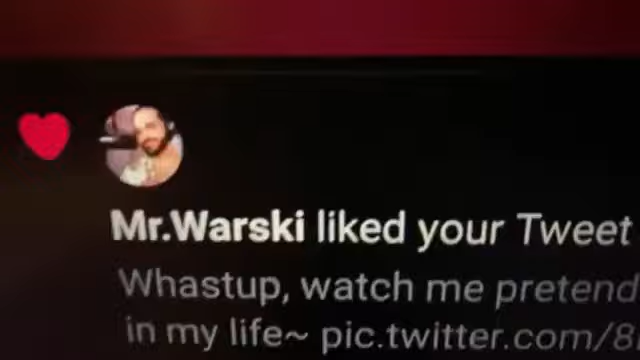 Mr.Warski liked your Tweet
Whastup, watch me pretend
in my life~ pic.twitter.com/8